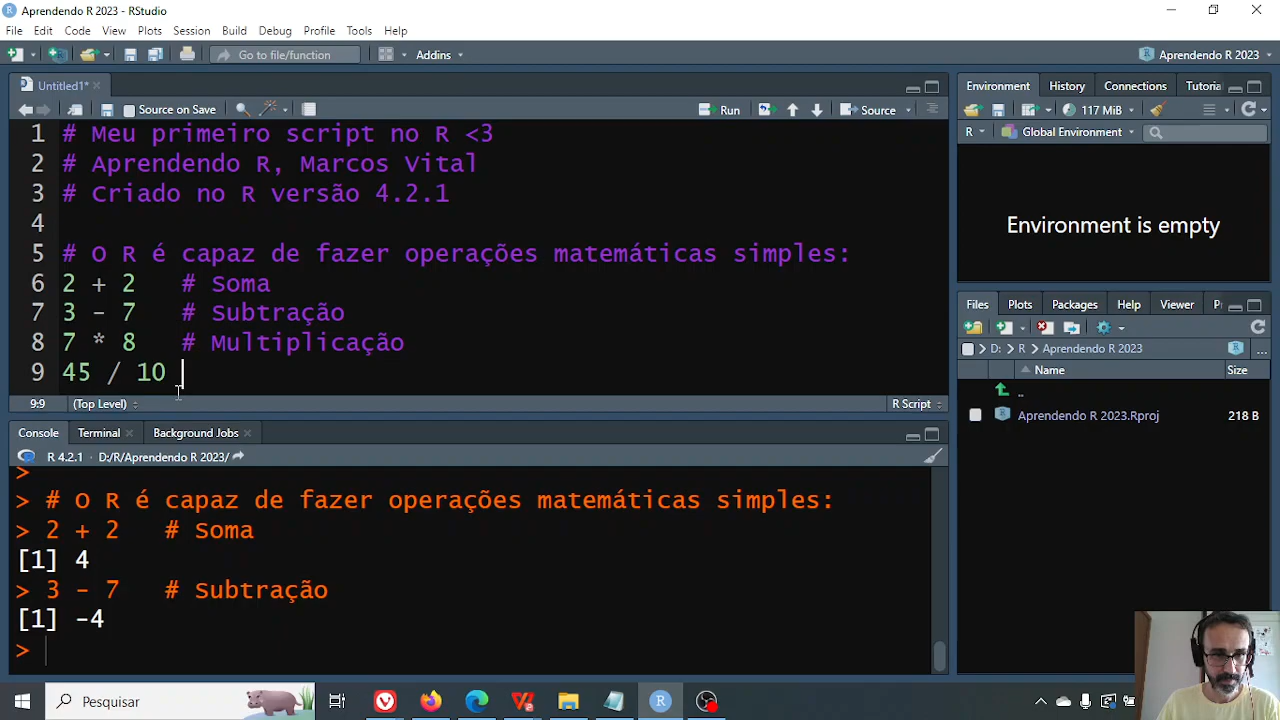 Aprendendo R 2023 - RStudio
File Edit Code View Plots Session Build Debug Profile Tools Help
Go to file/function
Addins
Aprendendo R 2023
Untitled1*
Source on Save
Run
Source
1 # Meu primeiro script no R <3
2 # Aprendendo R, Marcos Vital
3 # Criado no R versão 4.2.1
4
5 # O R é capaz de fazer operações matemáticas simples:
6 2 + 2 # Soma
7 3 - 7 # Subtração
8 7 * 8 # Multiplicação
9 45 / 10
9:9 (Top Level) R Script
Console Terminal Background Jobs
R 4.2.1 · D:/R/Aprendendo R 2023/
>
> # O R é capaz de fazer operações matemáticas simples:
> 2 + 2 # Soma
[1] 4
> 3 - 7 # Subtração
[1] -4
>
Environment History Connections Tutoria
117 MiB
R Global Environment
Environment is empty
Files Plots Packages Help Viewer
D: R Aprendendo R 2023 ...
Name Size
..
Aprendendo R 2023.Rproj 218 B
Pesquisar